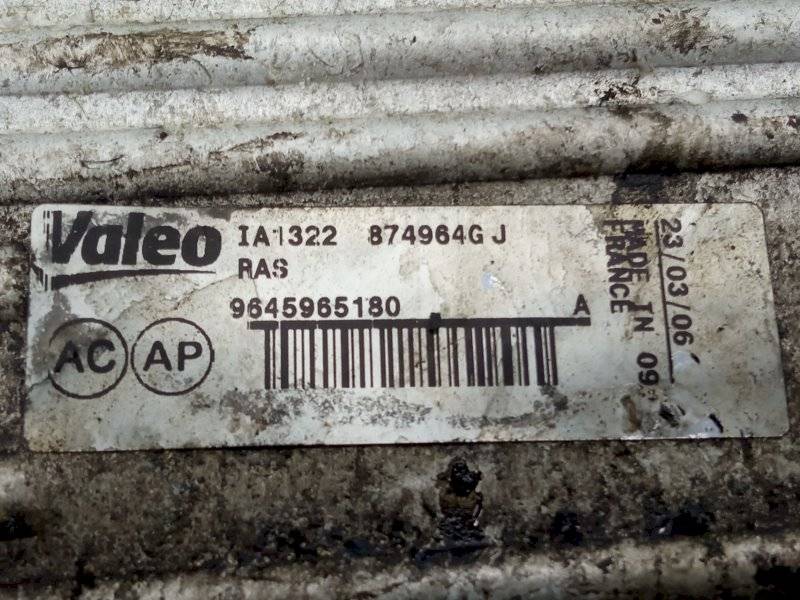 Valeo IA1322 874964G J
RAS
9645965180 A
AC AP
23/03/06
MADE IN 09
FRANCE